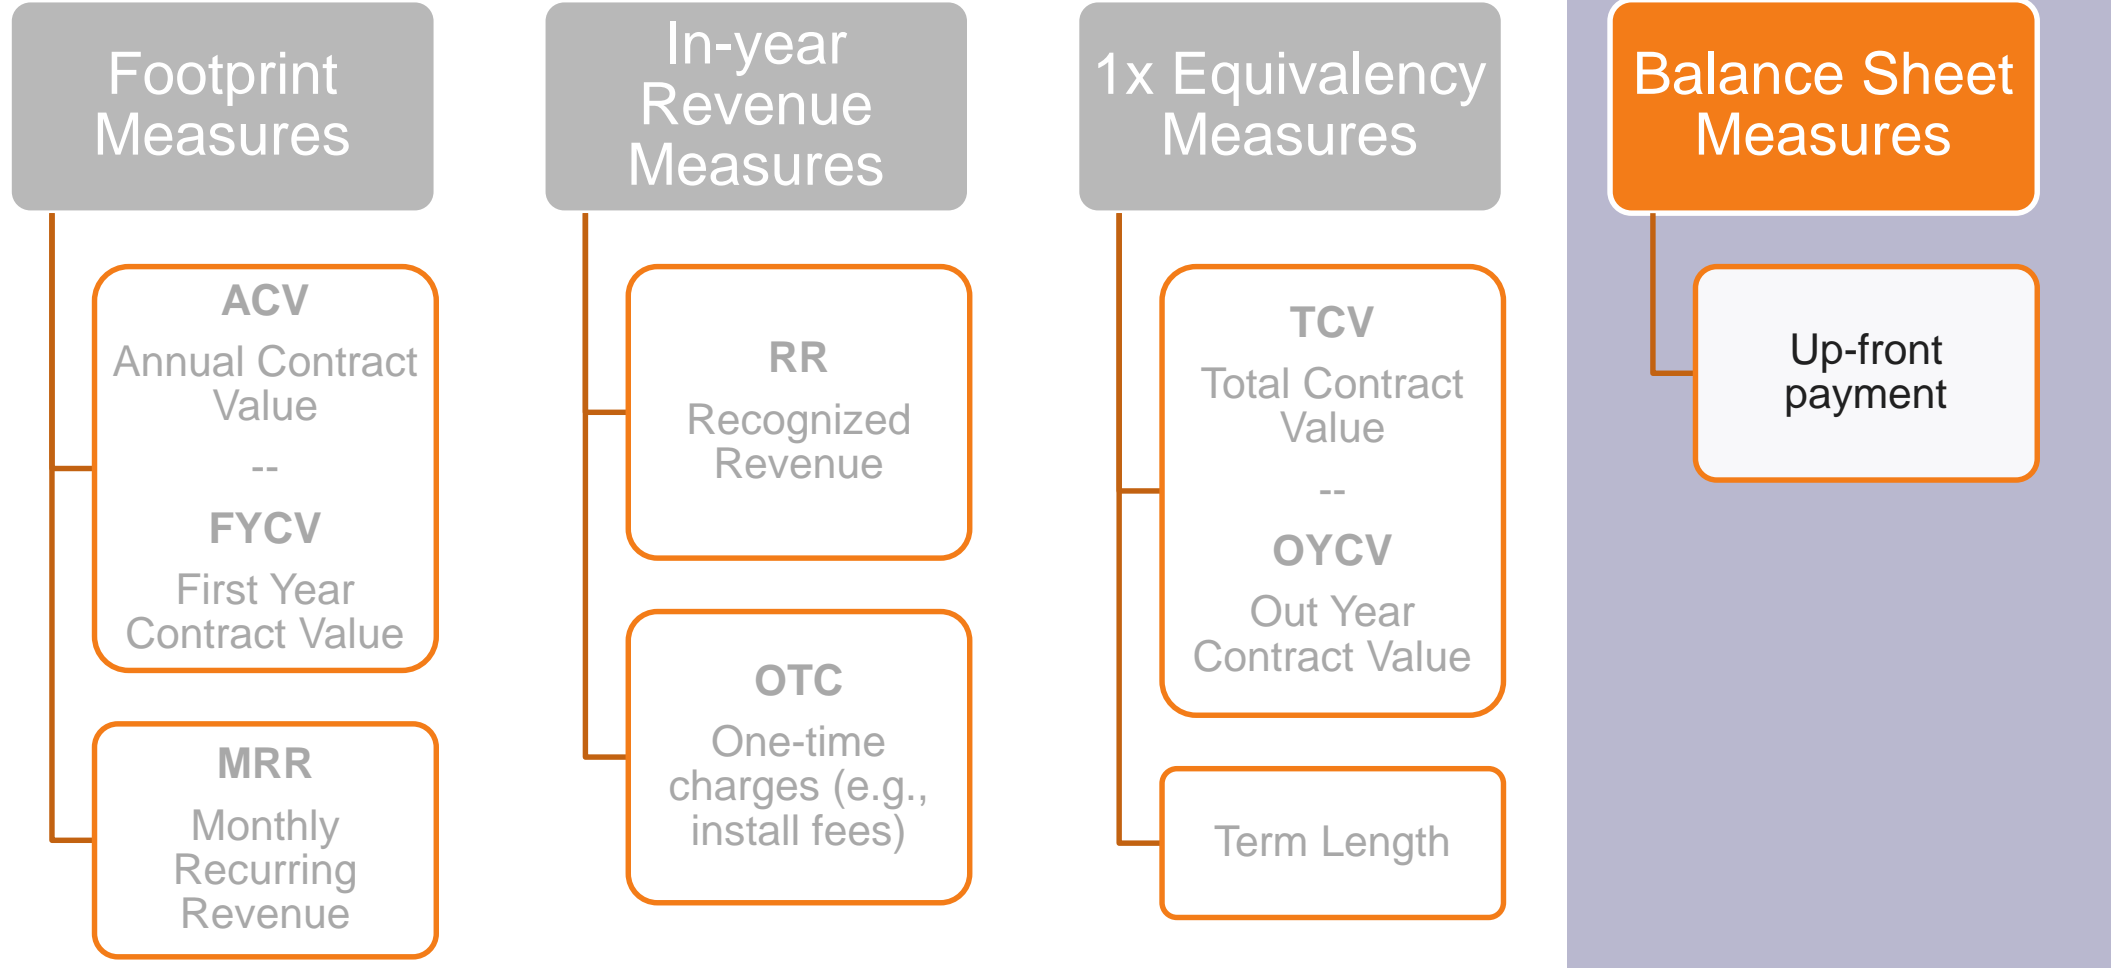 Footprint
Measures
ACV
Annual Contract
Value
--
FYCV
First Year
Contract Value
MRR
Monthly
Recurring
Revenue
In-year
Revenue
Measures
RR
Recognized
Revenue
OTC
One-time
charges (e.g.,
install fees)
1x Equivalency
Measures
TCV
Total Contract
Value
--
OYCV
Out Year
Contract Value
Term Length
Balance Sheet
Measures
Up-front
payment